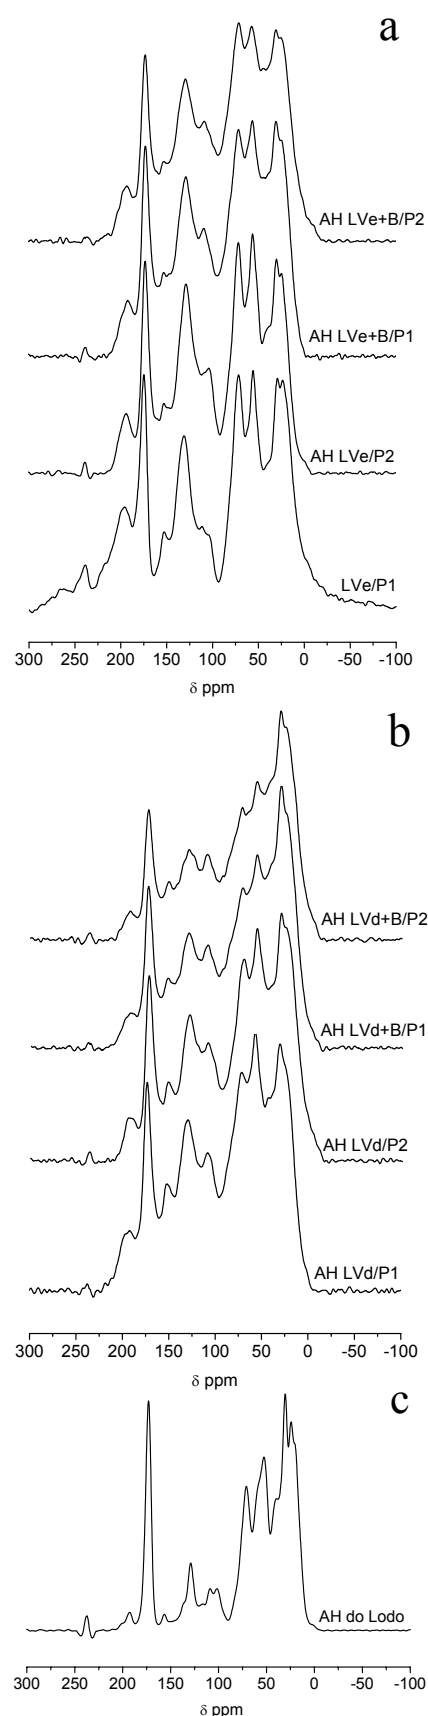 a
AH LVe+B/P2
AH LVe+B/P1
AH LVe/P2
LVe/P1
300 250 200 150 100 50 0 -50 -100
δ ppm
b
AH LVd+B/P2
AH LVd+B/P1
AH LVd/P2
AH LVd/P1
300 250 200 150 100 50 0 -50 -100
δ ppm
c
AH do Lodo
300 250 200 150 100 50 0 -50 -100
δ ppm